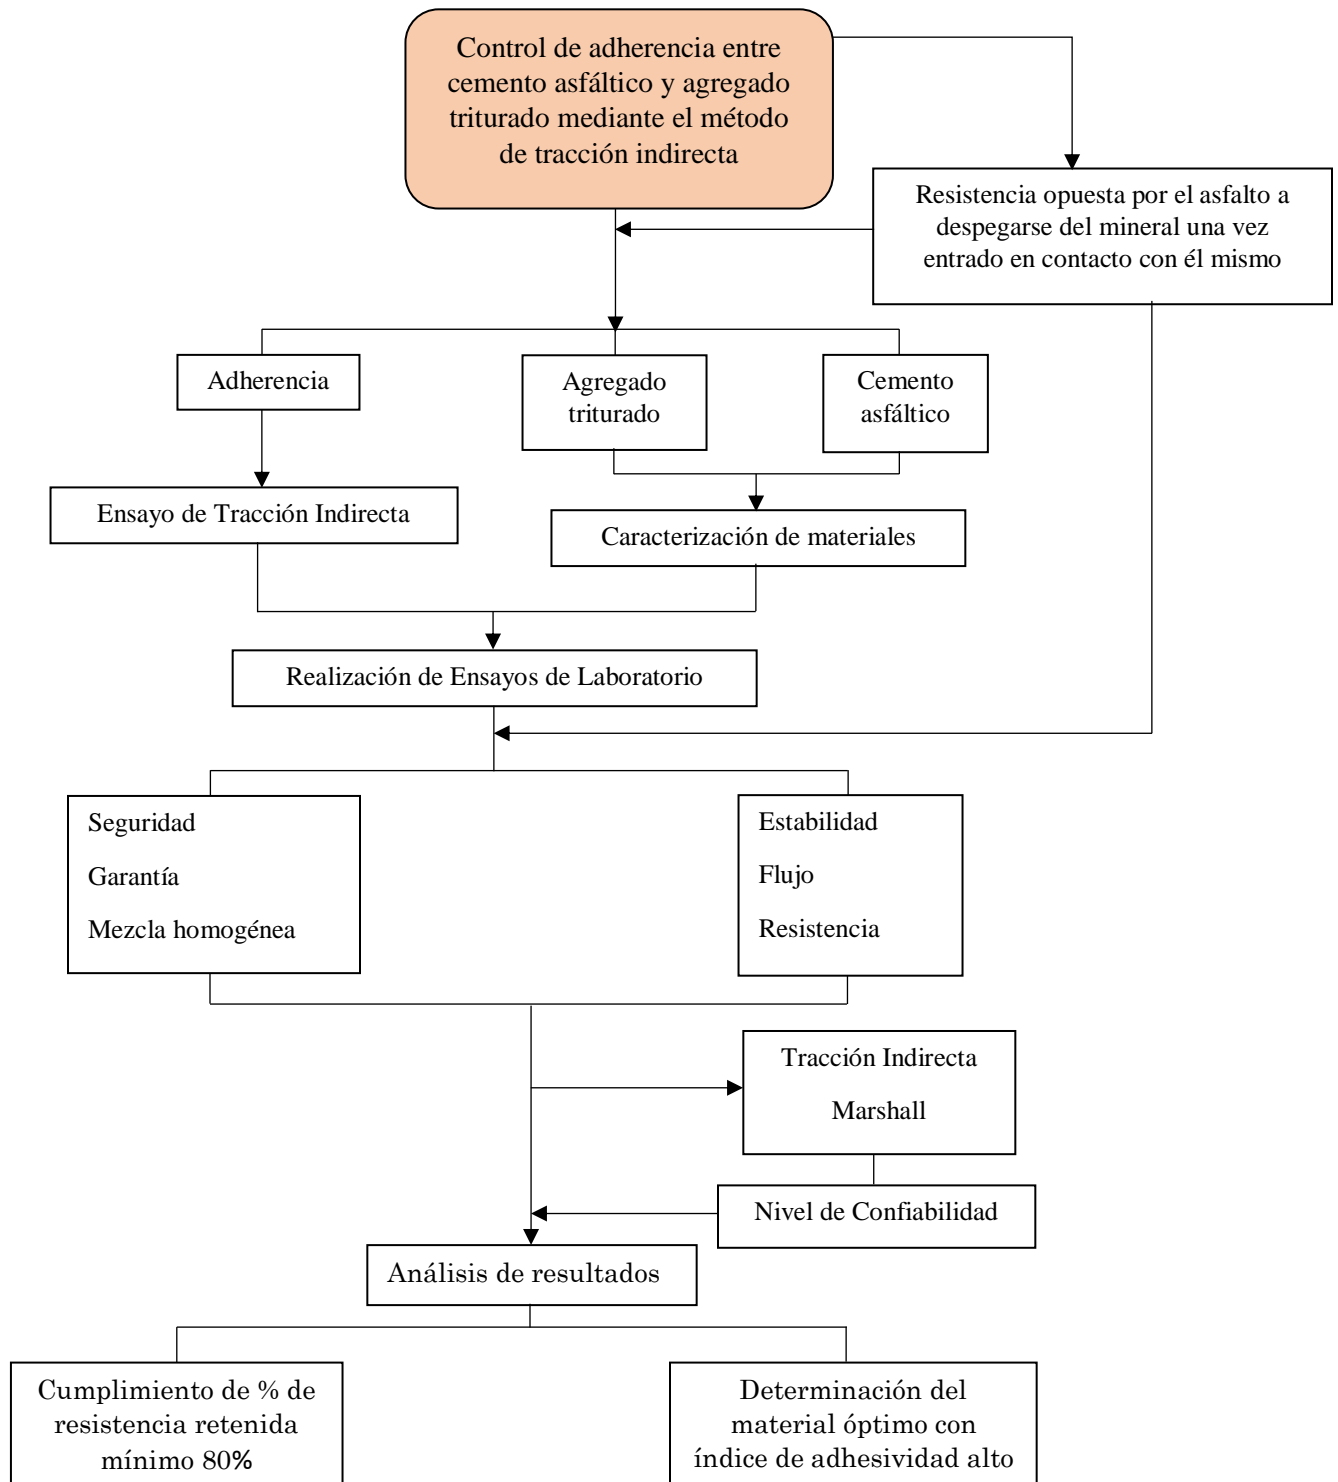 Control de adherencia entre
cemento asfáltico y agregado
triturado mediante el método
de tracción indirecta
Resistencia opuesta por el asfalto a
despegarse del mineral una vez
entrado en contacto con él mismo
Adherencia
Agregado
triturado
Cemento
asfáltico
Ensayo de Tracción Indirecta
Caracterización de materiales
Realización de Ensayos de Laboratorio
Seguridad
Garantía
Mezcla homogénea
Estabilidad
Flujo
Resistencia
Tracción Indirecta
Marshall
Nivel de Confiabilidad
Análisis de resultados
Cumplimiento de % de
resistencia retenida
mínimo 80%
Determinación del
material óptimo con
índice de adhesividad alto